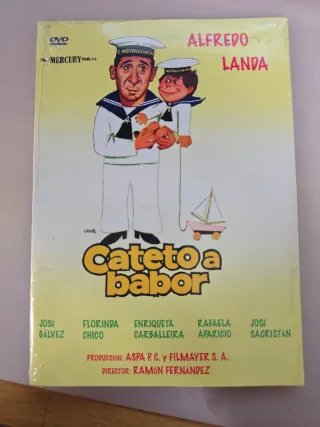 DVD
MERCURY FILMS, S.A.
ALFREDO
LANDA
INSTRUCCION
Cateto a
babor
JOSE
GALVEZ
FLORINDA
CHICO
ENRIQUETA
CARBALLEIRA
RAFAELA
APARICIO
JOSE
SACRISTAN
PRODUCCION: ASPA P. C. Y FILMAYER S. A.
DIRECTOR: RAMON FERNANDEZ